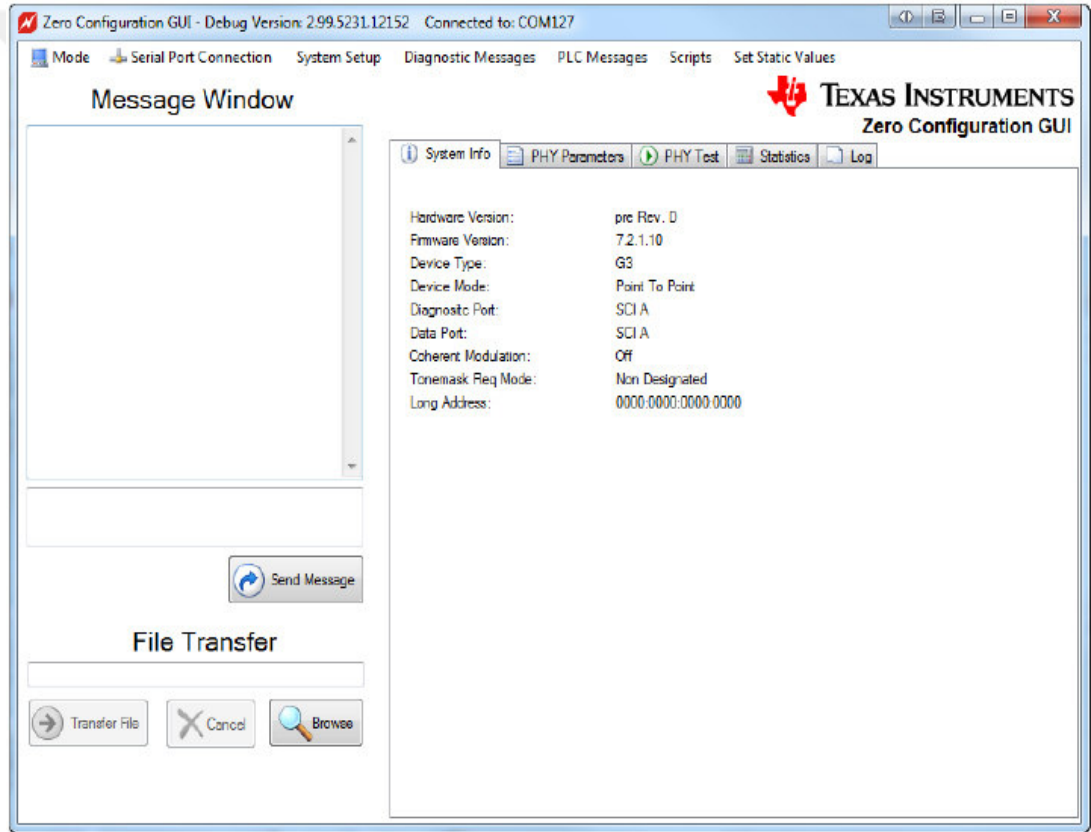 Zero Configuration GUI - Debug Version: 2.99.5231.12152 Connected to: COM127
Mode Serial Port Connection System Setup Diagnostic Messages PLC Messages Scripts Set Static Values
Message Window
TEXAS INSTRUMENTS
Zero Configuration GUI
System Info PHY Parameters PHY Test Statistics Log
Hardware Version: pre Rev. D
Firmware Version: 7.2.1.10
Device Type: G3
Device Mode: Point To Point
Diagnositc Port: SCI A
Data Port: SCI A
Coherent Modulation: Off
Tonemask Req Mode: Non Designated
Long Address: 0000:0000:0000:0000
Send Message
File Transfer
Transfer File Cancel Browse